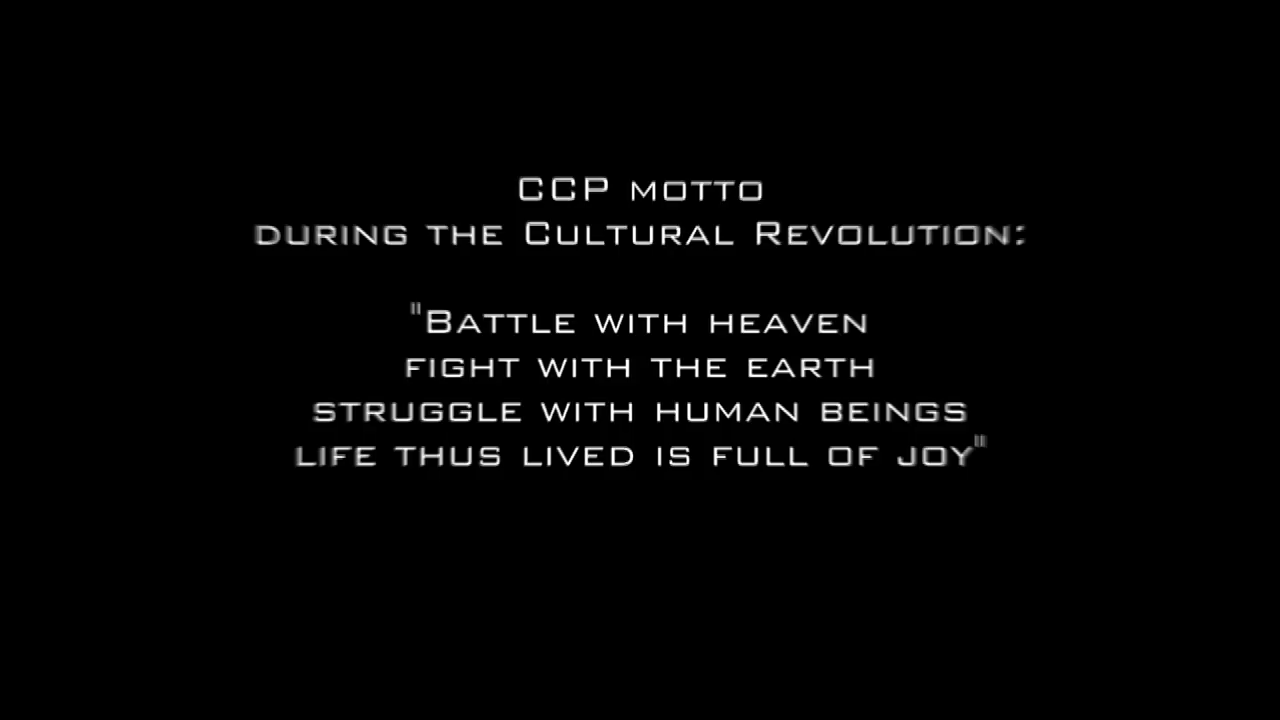 CCP motto
during the Cultural Revolution:
"Battle with heaven
fight with the earth
struggle with human beings
life thus lived is full of joy"